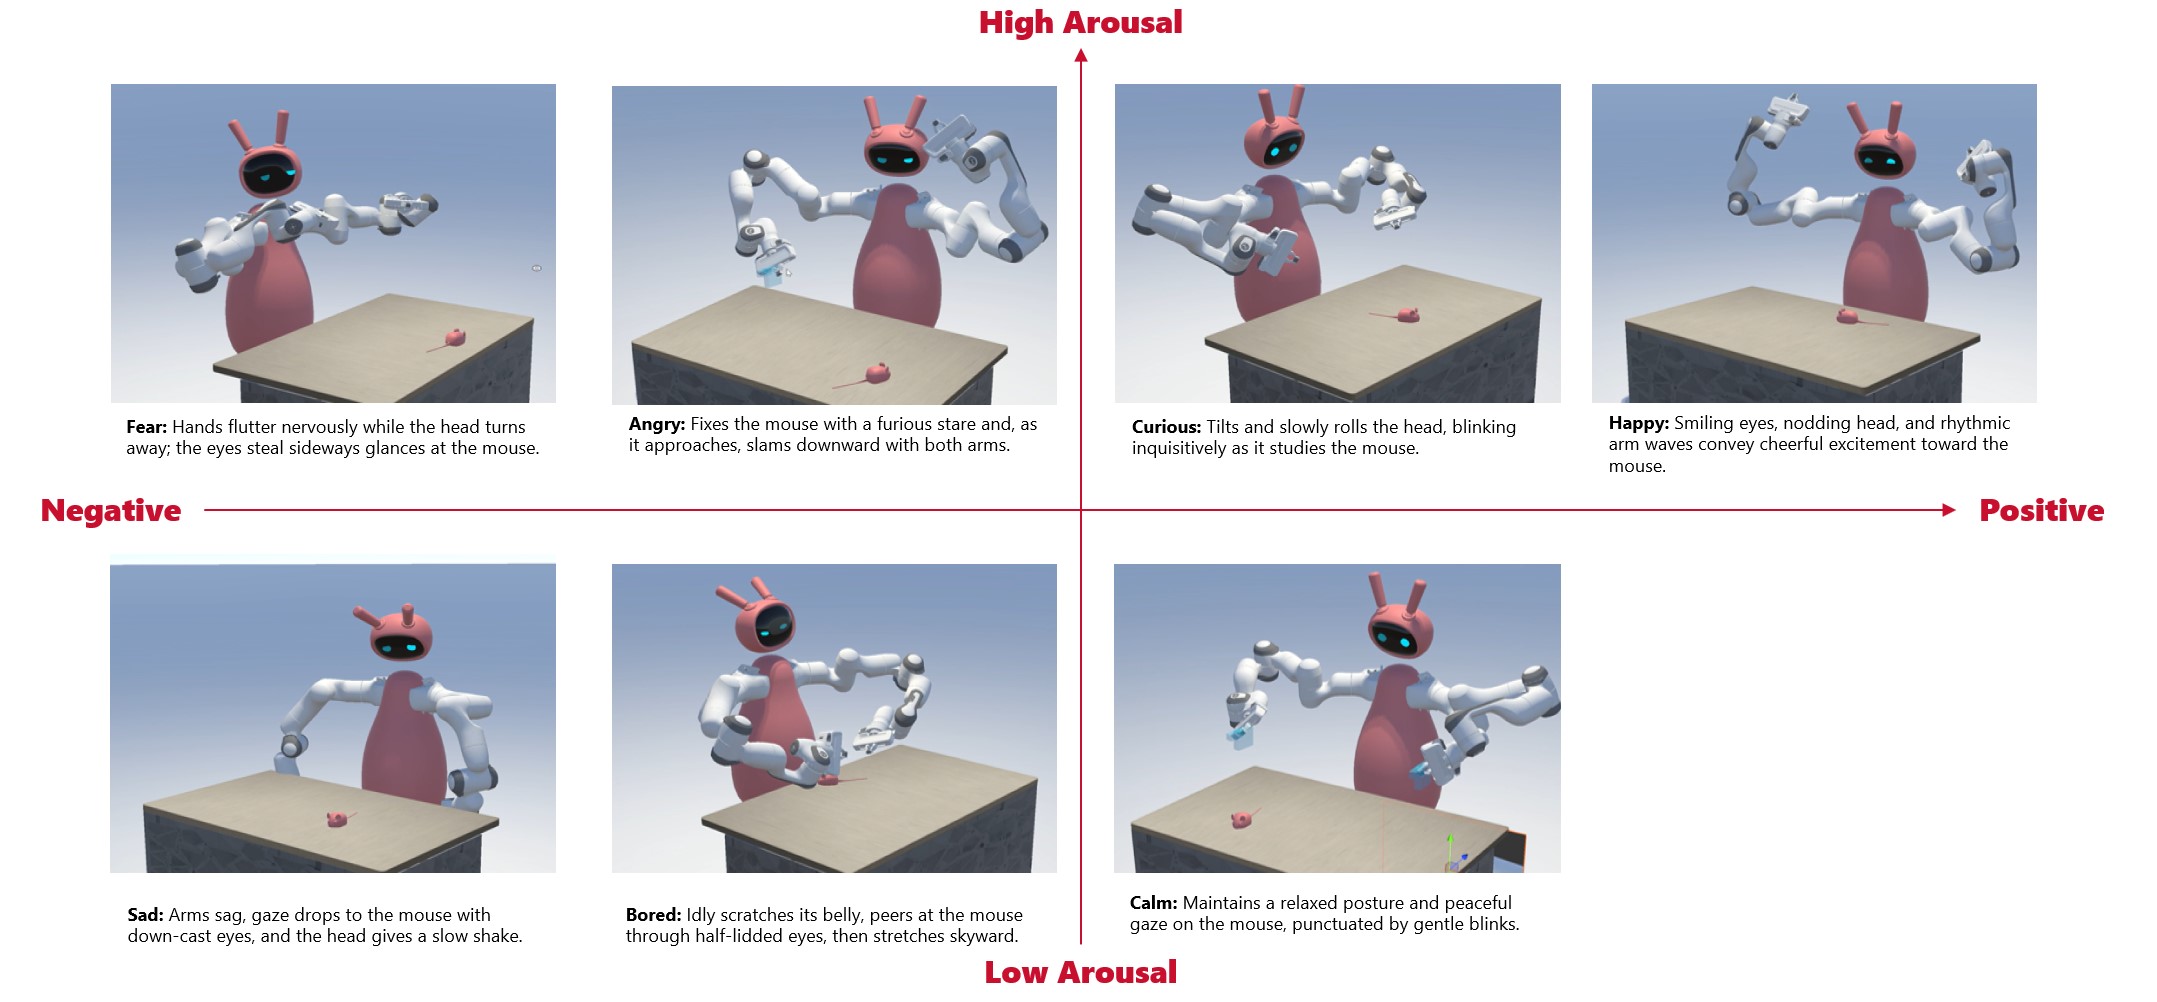 High Arousal
Fear: Hands flutter nervously while the head turns
away; the eyes steal sideways glances at the mouse.
Angry: Fixes the mouse with a furious stare and, as
it approaches, slams downward with both arms.
Curious: Tilts and slowly rolls the head, blinking
inquisitively as it studies the mouse.
Happy: Smiling eyes, nodding head, and rhythmic
arm waves convey cheerful excitement toward the
mouse.
Negative
Positive
Sad: Arms sag, gaze drops to the mouse with
down-cast eyes, and the head gives a slow shake.
Bored: Idly scratches its belly, peers at the mouse
through half-lidded eyes, then stretches skyward.
Calm: Maintains a relaxed posture and peaceful
gaze on the mouse, punctuated by gentle blinks.
Low Arousal